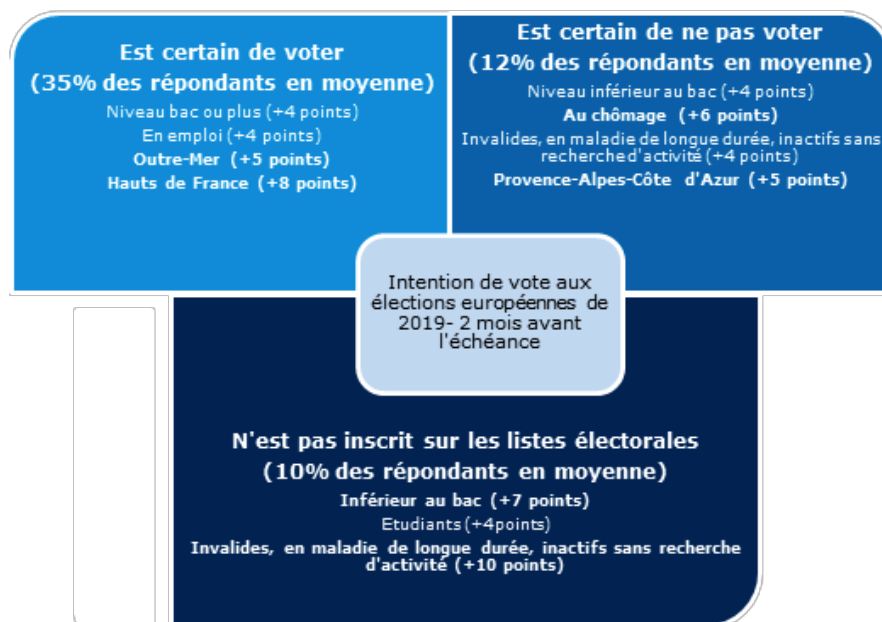 Est certain de voter
(35% des répondants en moyenne)
Niveau bac ou plus (+4 points)
En emploi (+4 points)
Outre-Mer (+5 points)
Hauts de France (+8 points)
Est certain de ne pas voter
(12% des répondants en moyenne)
Niveau inférieur au bac (+4 points)
Au chômage (+6 points)
Invalides, en maladie de longue durée, inactifs sans
recherche d'activité (+4 points)
Provence-Alpes-Côte d'Azur (+5 points)
Intention de vote aux
élections européennes de
2019- 2 mois avant
l'échéance
N'est pas inscrit sur les listes électorales
(10% des répondants en moyenne)
Inférieur au bac (+7 points)
Etudiants (+4points)
Invalides, en maladie de longue durée, inactifs sans recherche
d'activité (+10 points)